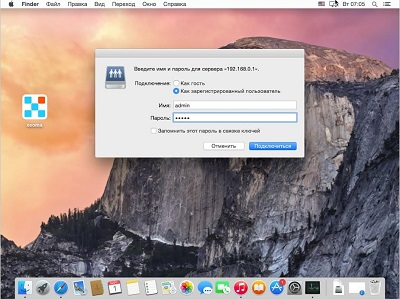 Finder Файл Правка Вид Переход Окно Справка Вт 07:05
Введите имя и пароль для сервера «192.168.0.1».
Подключение: Как гость
Как зарегистрированный пользователь
Имя: admin
Пароль: •••••
Запомнить этот пароль в связке ключей
Отменить Подключиться